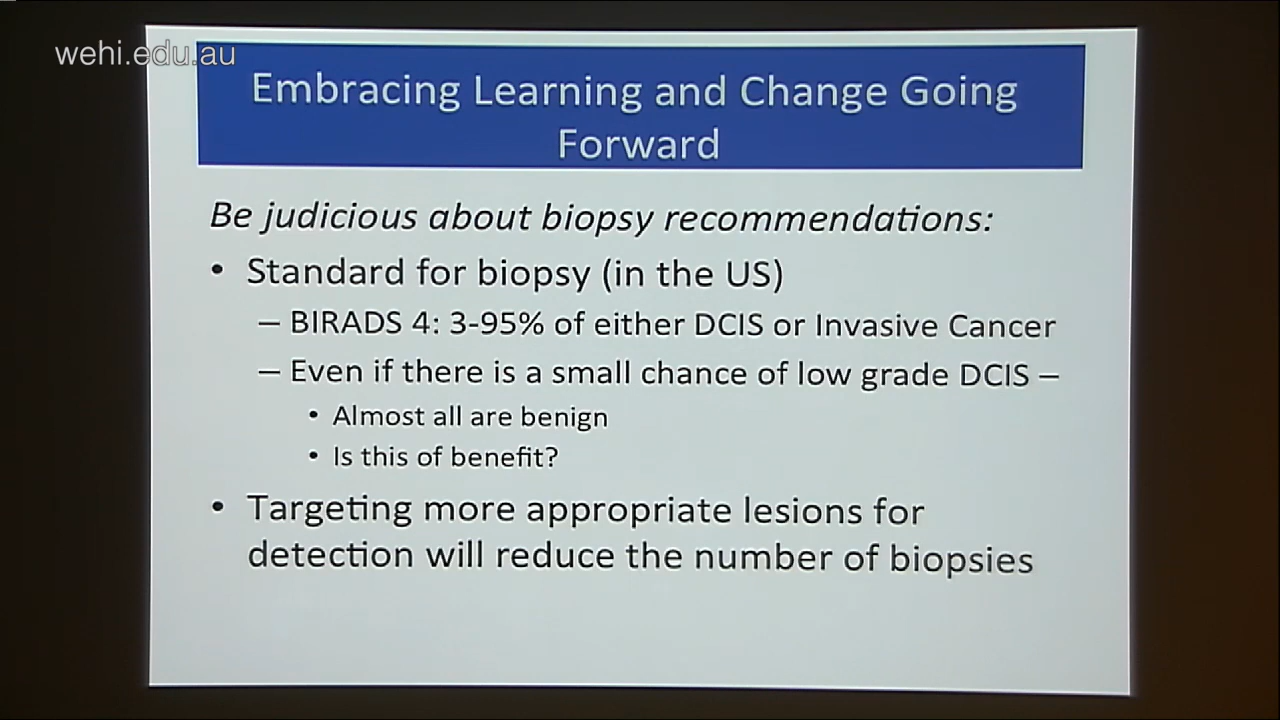 wehi.edu.au
Embracing Learning and Change Going
Forward
Be judicious about biopsy recommendations:
• Standard for biopsy (in the US)
– BIRADS 4: 3-95% of either DCIS or Invasive Cancer
– Even if there is a small chance of low grade DCIS –
• Almost all are benign
• Is this of benefit?
• Targeting more appropriate lesions for
detection will reduce the number of biopsies